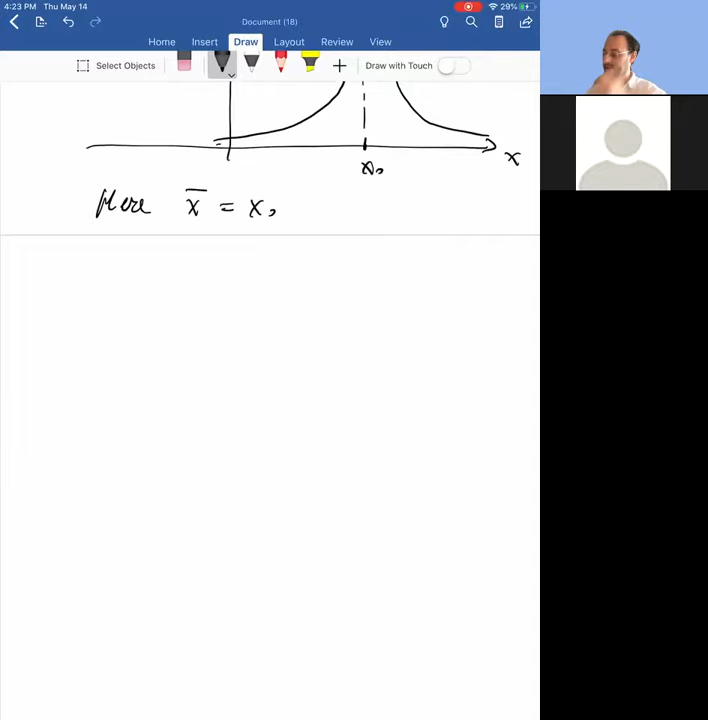 4:23 PM Thu May 14
29%
Document (18)
Home Insert Draw Layout Review View
Select Objects
Draw with Touch
x₀
x
Here x̄ = x₀